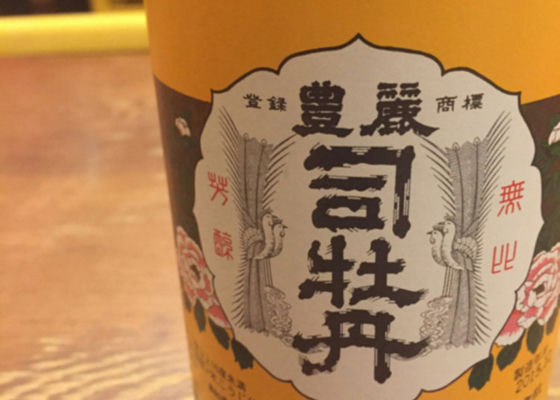 登録 豊麗 商標
司牡丹
芳醇
無比